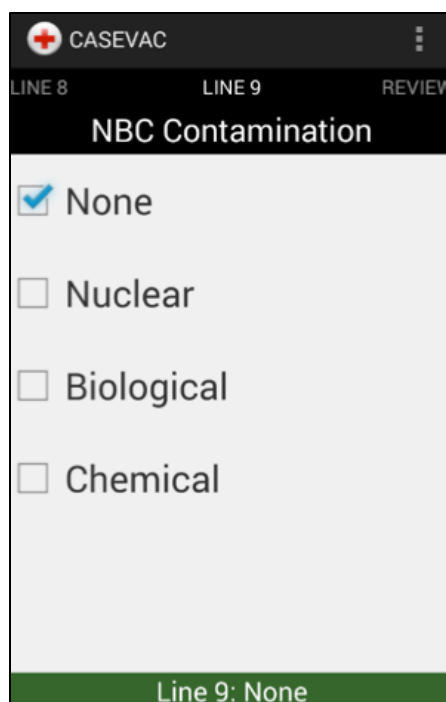 CASEVAC
LINE 8 LINE 9 REVIEW
NBC Contamination
None
Nuclear
Biological
Chemical
Line 9: None